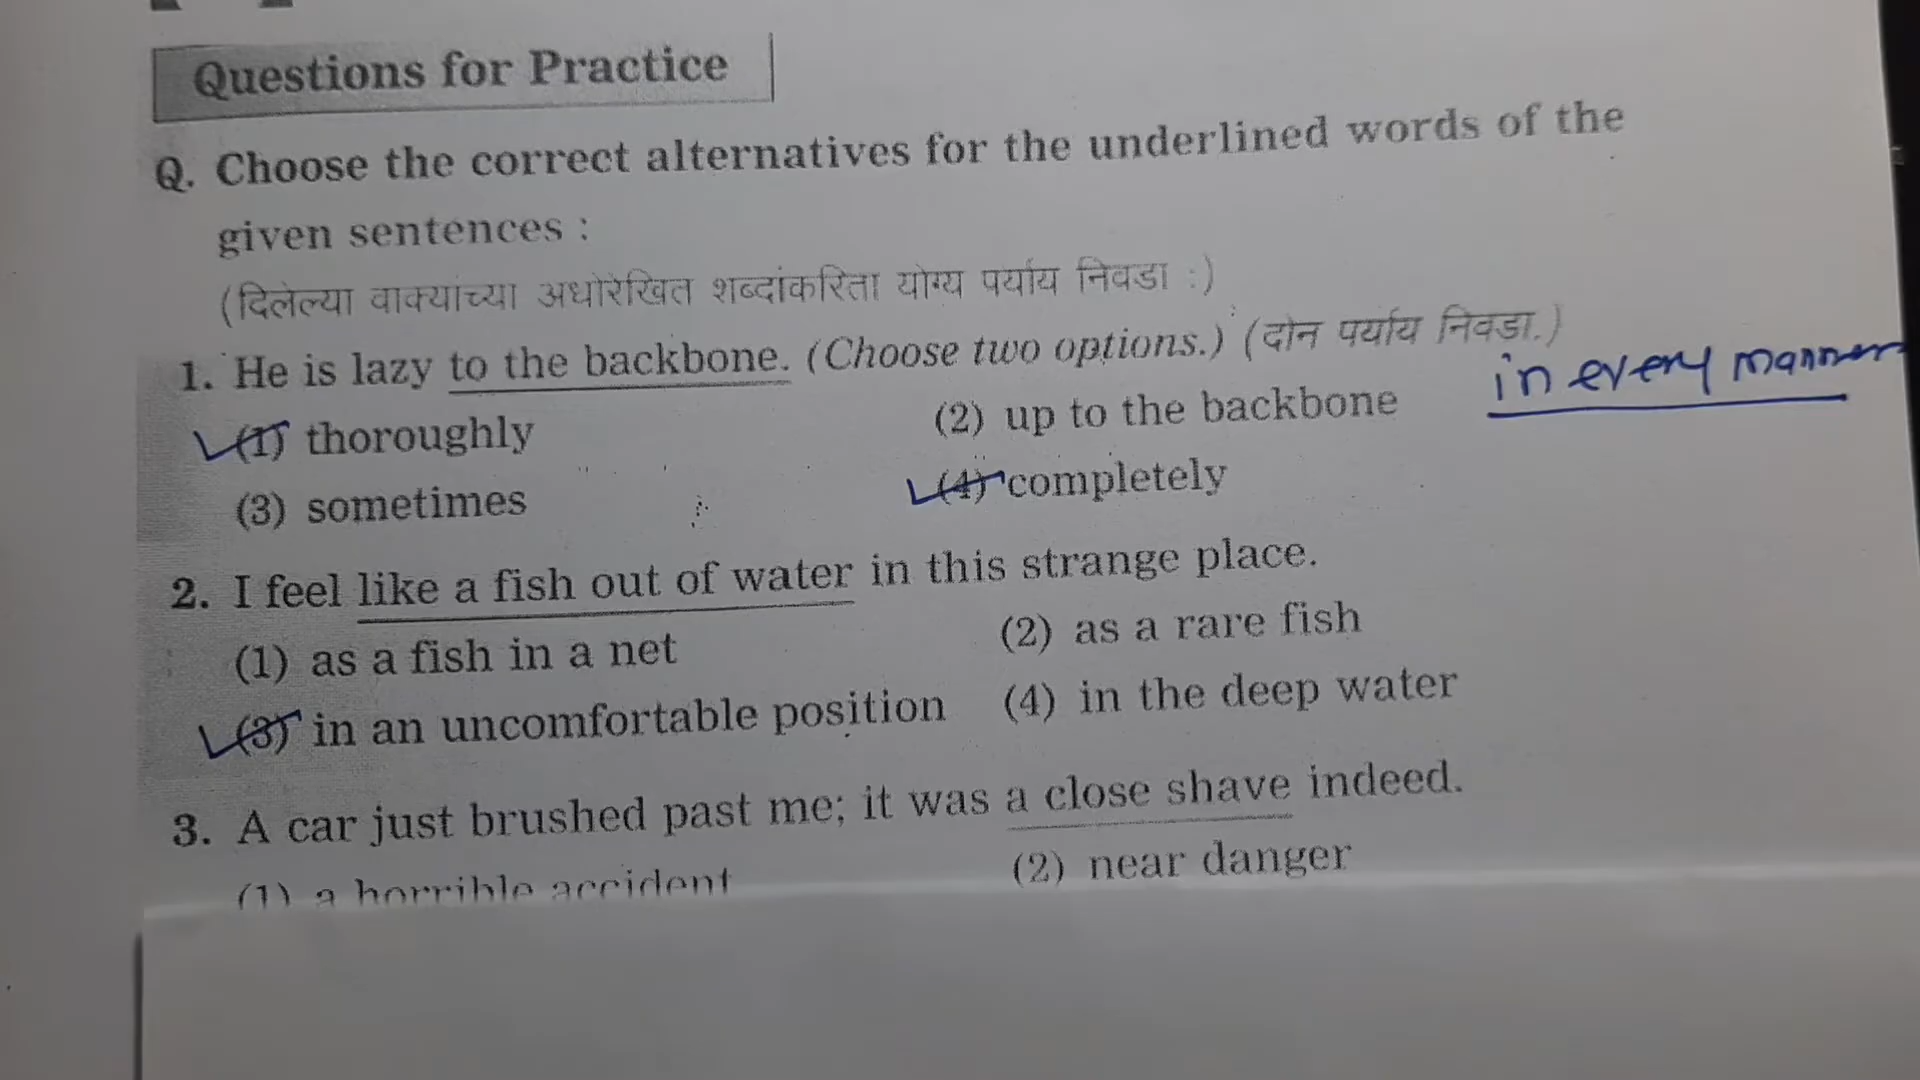 Questions for Practice
Q. Choose the correct alternatives for the underlined words of the
given sentences :
(दिलेल्या वाक्यांच्या अधोरेखित शब्दांकरिता योग्य पर्याय निवडा :)
1. He is lazy to the backbone. (Choose two options.) (दोन पर्याय निवडा.)
in every manner
(1) thoroughly (2) up to the backbone
(3) sometimes (4) completely
2. I feel like a fish out of water in this strange place.
(1) as a fish in a net (2) as a rare fish
(3) in an uncomfortable position (4) in the deep water
3. A car just brushed past me; it was a close shave indeed.
(1) a horrible accident (2) near danger